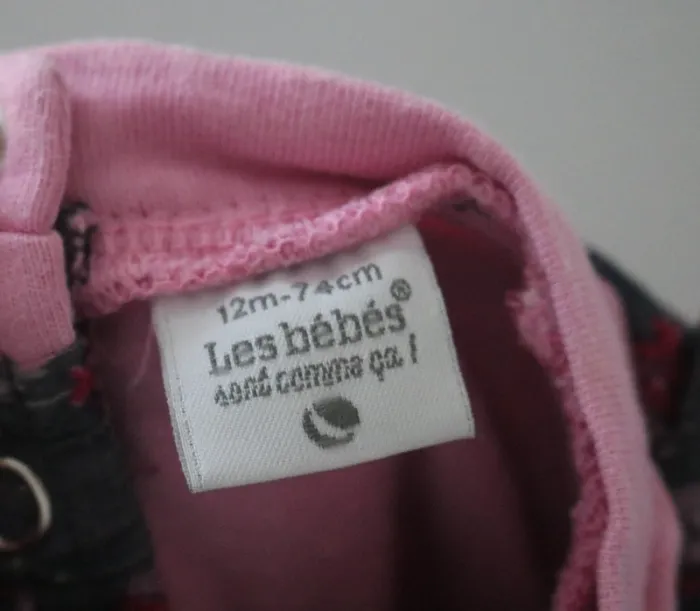 12m-74cm
Les bébés®
sont comme ça !